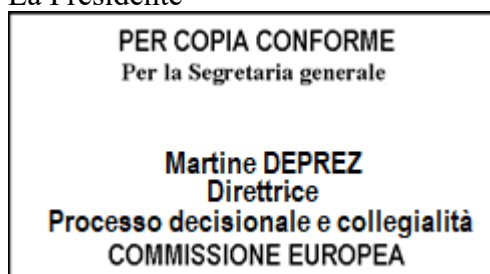 La Presidente
PER COPIA CONFORME
Per la Segretaria generale
Martine DEPREZ
Direttrice
Processo decisionale e collegialità
COMMISSIONE EUROPEA